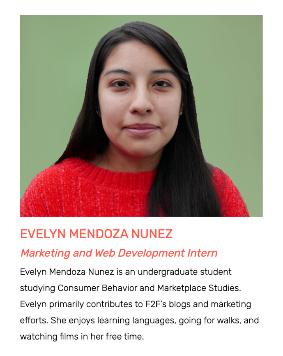 EVELYN MENDOZA NUNEZ
Marketing and Web Development Intern
Evelyn Mendoza Nunez is an undergraduate student
studying Consumer Behavior and Marketplace Studies.
Evelyn primarily contributes to F2F's blogs and marketing
efforts. She enjoys learning languages, going for walks, and
watching films in her free time.